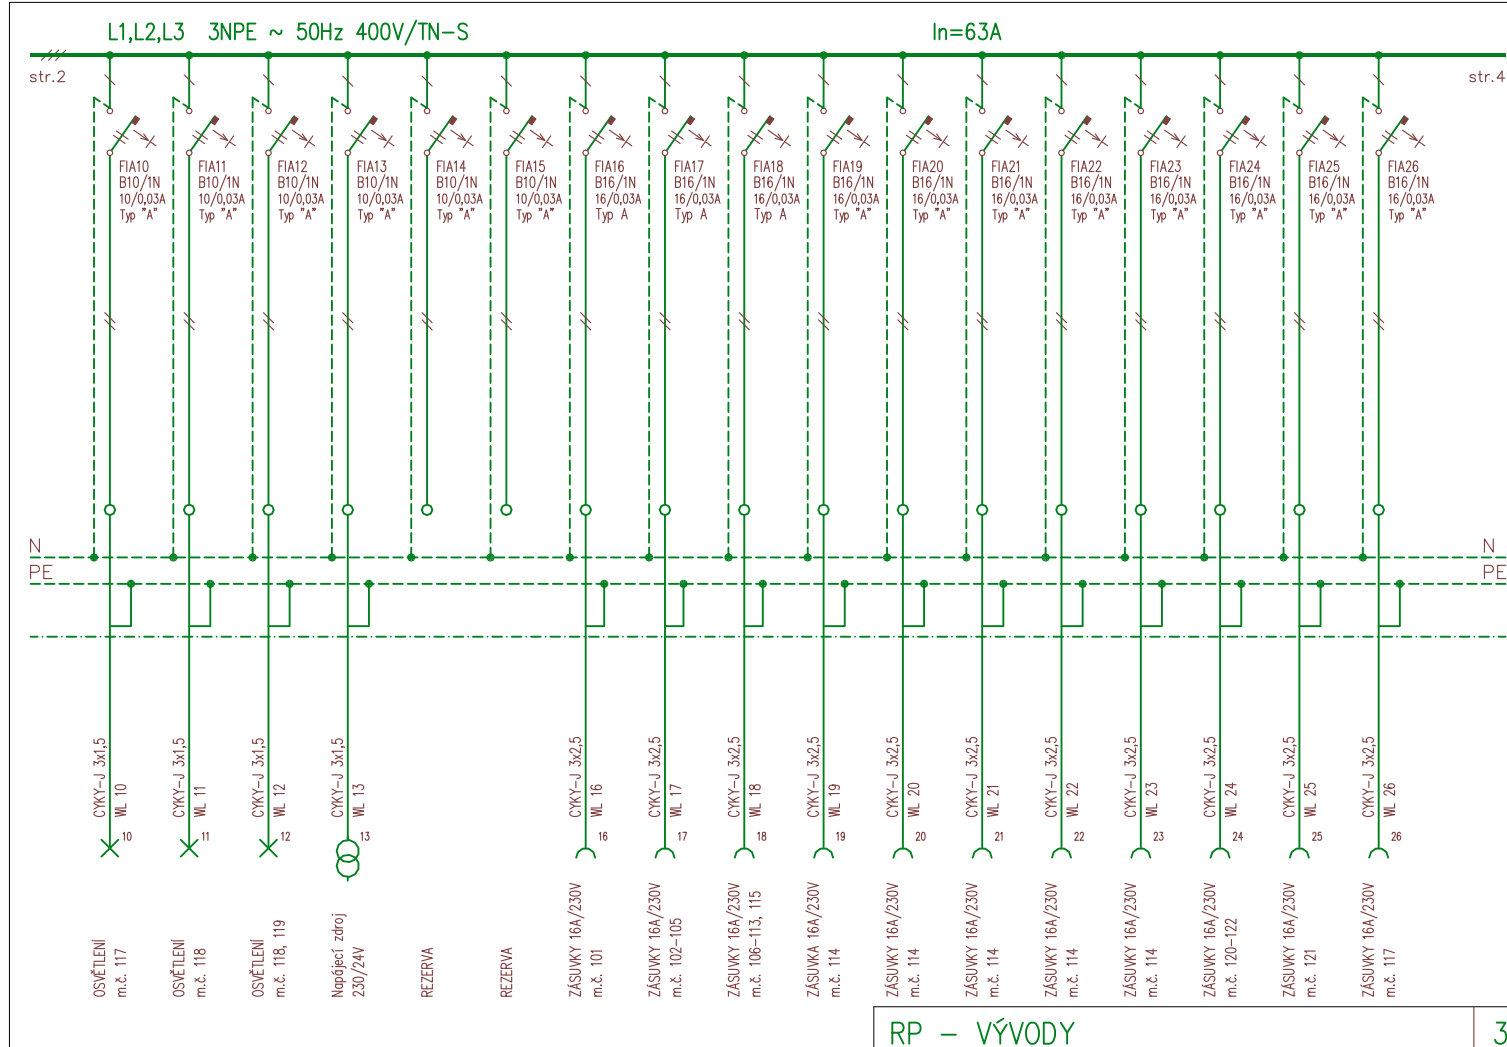 L1,L2,L3 3NPE ~ 50Hz 400V/TN-S
In=63A
str.2
str.4
FIA10
B10/1N
10/0,03A
Typ "A"
FIA11
B10/1N
10/0,03A
Typ "A"
FIA12
B10/1N
10/0,03A
Typ "A"
FIA13
B10/1N
10/0,03A
Typ "A"
FIA14
B10/1N
10/0,03A
Typ "A"
FIA15
B10/1N
10/0,03A
Typ "A"
FIA16
B16/1N
16/0,03A
Typ A
FIA17
B16/1N
16/0,03A
Typ A
FIA18
B16/1N
16/0,03A
Typ A
FIA19
B16/1N
16/0,03A
Typ "A"
FIA20
B16/1N
16/0,03A
Typ "A"
FIA21
B16/1N
16/0,03A
Typ "A"
FIA22
B16/1N
16/0,03A
Typ "A"
FIA23
B16/1N
16/0,03A
Typ "A"
FIA24
B16/1N
16/0,03A
Typ "A"
FIA25
B16/1N
16/0,03A
Typ "A"
FIA26
B16/1N
16/0,03A
Typ "A"
N
N
PE
PE
CYKY-J 3x1,5
WL 10
10
OSVĚTLENÍ
m.č. 117
CYKY-J 3x1,5
WL 11
11
OSVĚTLENÍ
m.č. 118
CYKY-J 3x1,5
WL 12
12
OSVĚTLENÍ
m.č. 118, 119
CYKY-J 3x1,5
WL 13
13
Napájecí zdroj
230/24V
REZERVA
REZERVA
CYKY-J 3x2,5
WL 16
16
ZÁSUVKY 16A/230V
m.č. 101
CYKY-J 3x2,5
WL 17
17
ZÁSUVKY 16A/230V
m.č. 102-105
CYKY-J 3x2,5
WL 18
18
ZÁSUVKY 16A/230V
m.č. 106-113, 115
CYKY-J 3x2,5
WL 19
19
ZÁSUVKA 16A/230V
m.č. 114
CYKY-J 3x2,5
WL 20
20
ZÁSUVKY 16A/230V
m.č. 114
CYKY-J 3x2,5
WL 21
21
ZÁSUVKY 16A/230V
m.č. 114
CYKY-J 3x2,5
WL 22
22
ZÁSUVKY 16A/230V
m.č. 114
CYKY-J 3x2,5
WL 23
23
ZÁSUVKY 16A/230V
m.č. 114
CYKY-J 3x2,5
WL 24
24
ZÁSUVKY 16A/230V
m.č. 120-122
CYKY-J 3x2,5
WL 25
25
ZÁSUVKY 16A/230V
m.č. 121
CYKY-J 3x2,5
WL 26
26
ZÁSUVKY 16A/230V
m.č. 117
RP - VÝVODY
3